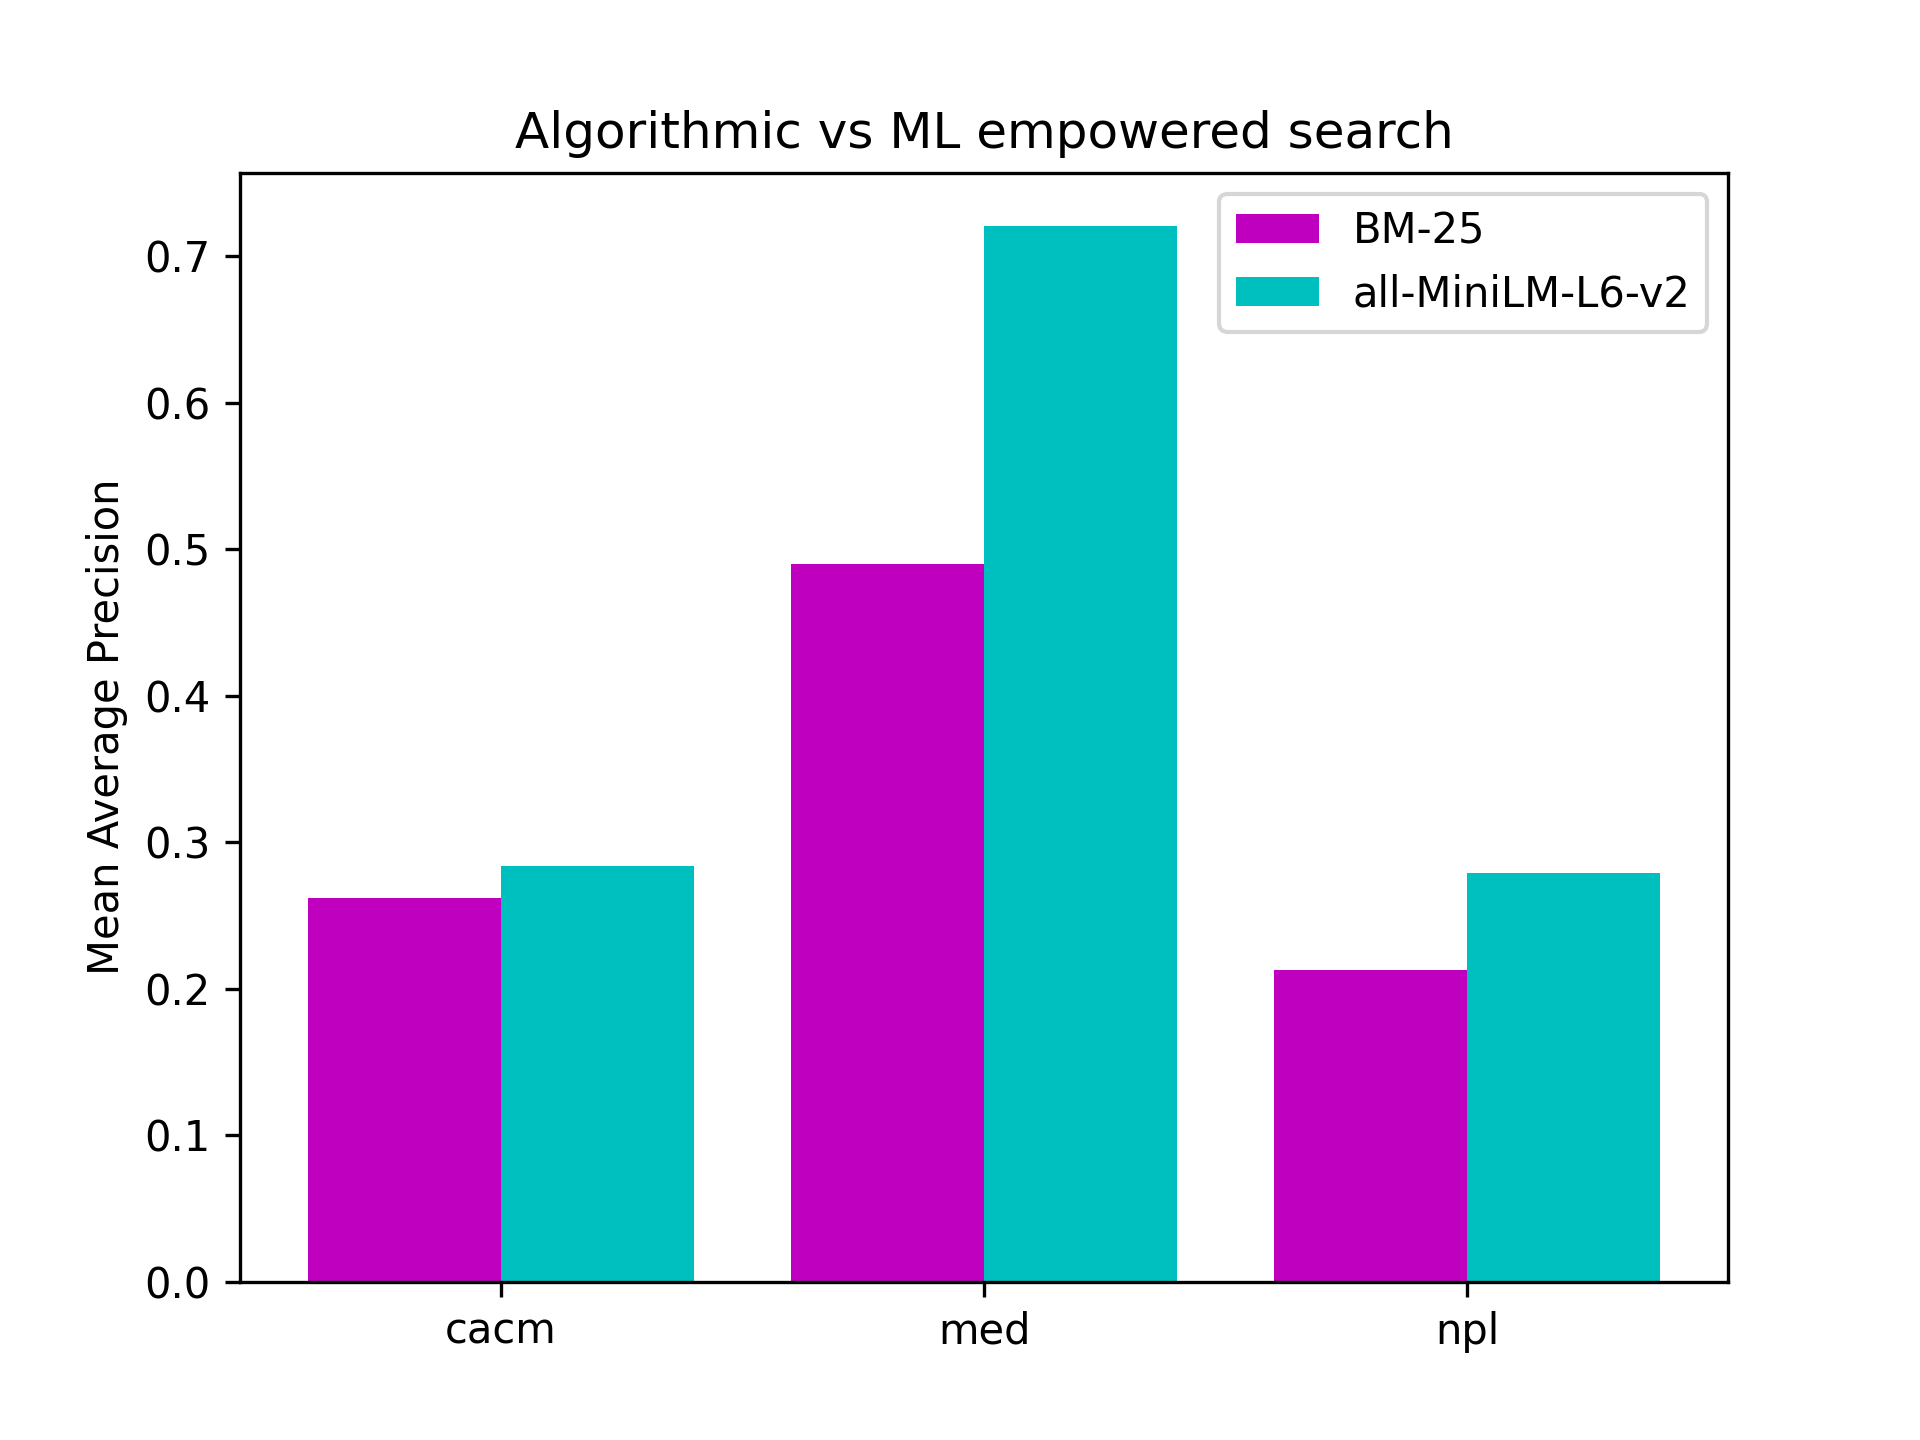 Algorithmic vs ML empowered search
BM-25
all-MiniLM-L6-v2
Mean Average Precision
0.7
0.6
0.5
0.4
0.3
0.2
0.1
0.0
cacm
med
npl